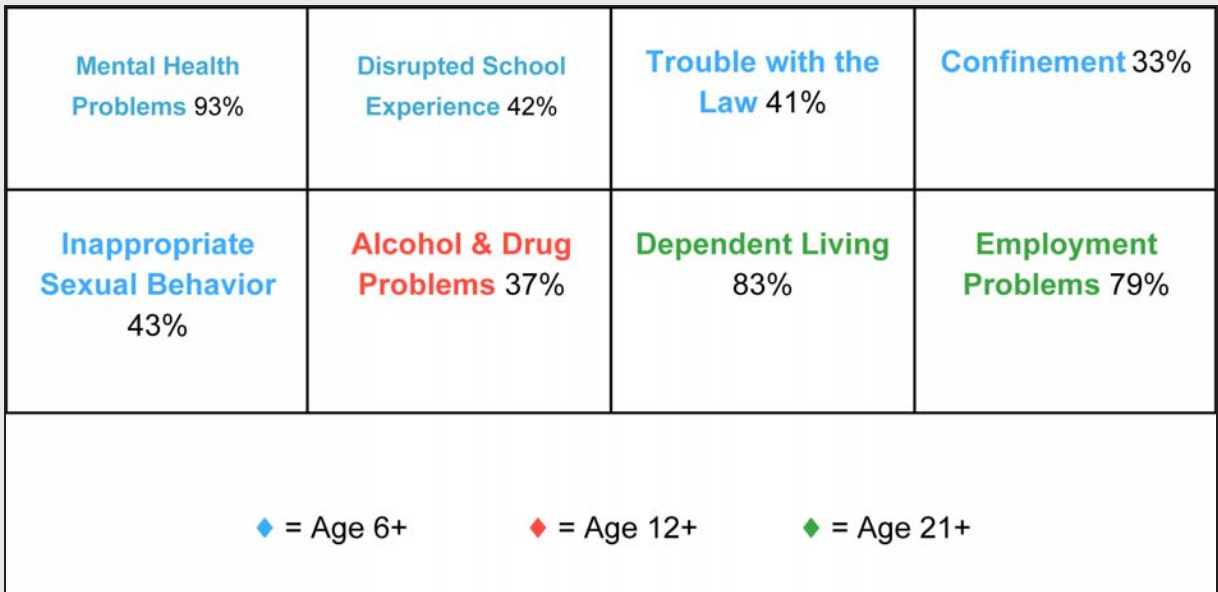 Mental Health
Problems 93%
Disrupted School
Experience 42%
Trouble with the
Law 41%
Confinement 33%
Inappropriate
Sexual Behavior
43%
Alcohol & Drug
Problems 37%
Dependent Living
83%
Employment
Problems 79%
♦ = Age 6+
♦ = Age 12+
♦ = Age 21+